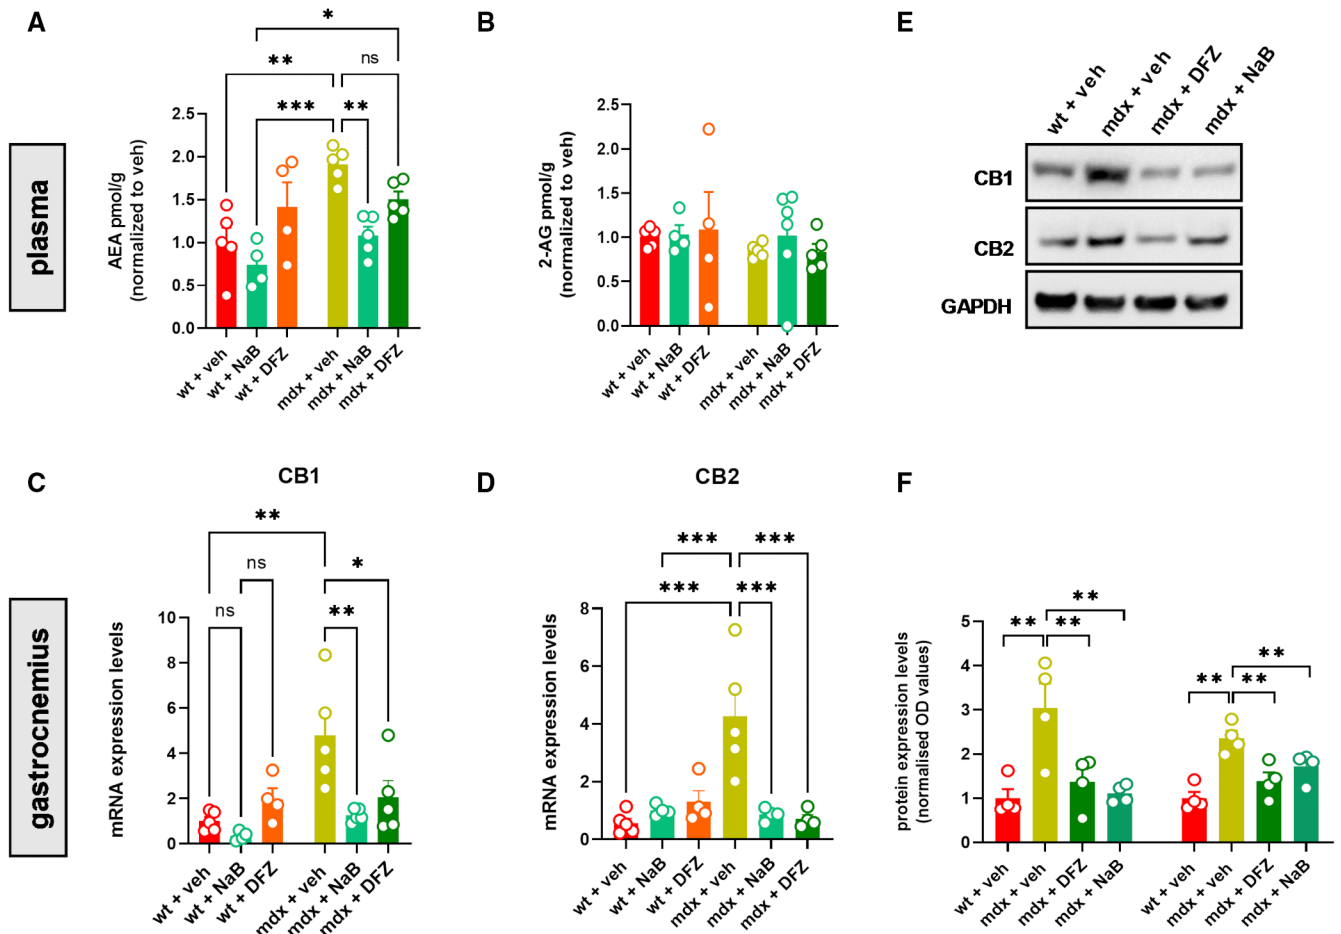 A
*
**
ns
***
**
plasma
AEA pmol/g
(normalized to veh)
2.5
2.0
1.5
1.0
0.5
0.0
wt + veh
wt + NaB
wt + DFZ
mdx + veh
mdx + NaB
mdx + DFZ
B
2-AG pmol/g
(normalized to veh)
2.5
2.0
1.5
1.0
0.5
0.0
wt + veh
wt + NaB
wt + DFZ
mdx + veh
mdx + NaB
mdx + DFZ
E
wt + veh
mdx + veh
mdx + DFZ
mdx + NaB
CB1
CB2
GAPDH
gastrocnemius
C
CB1
**
ns
*
ns
**
mRNA expression levels
10
8
6
4
2
0
wt + veh
wt + NaB
wt + DFZ
mdx + veh
mdx + NaB
mdx + DFZ
D
CB2
***
***
***
***
mRNA expression levels
8
6
4
2
0
wt + veh
wt + NaB
wt + DFZ
mdx + veh
mdx + NaB
mdx + DFZ
F
**
**
**
**
**
**
protein expression levels
(normalised OD values)
5
4
3
2
1
0
wt + veh
mdx + veh
mdx + DFZ
mdx + NaB
wt + veh
mdx + veh
mdx + DFZ
mdx + NaB